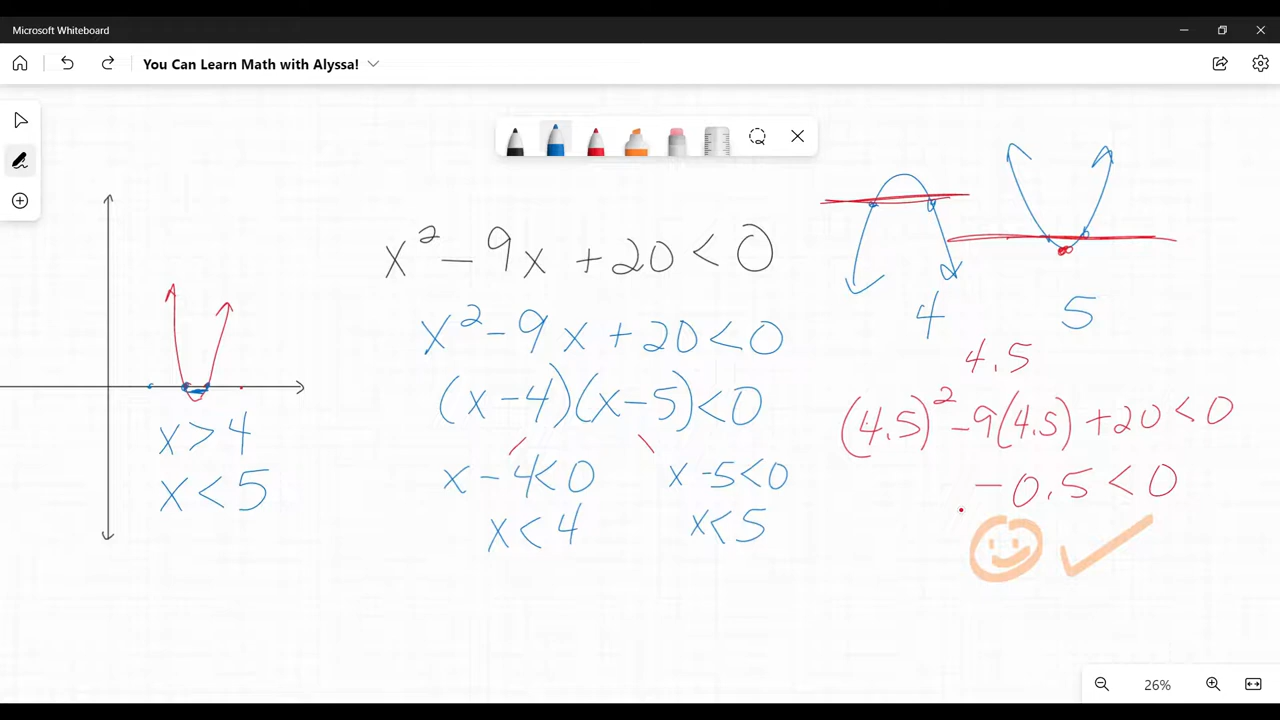 Microsoft Whiteboard
You Can Learn Math with Alyssa!
x² - 9x + 20 < 0
x² - 9x + 20 < 0
(x - 4)(x - 5) < 0
x - 4 < 0 x - 5 < 0
x < 4 x < 5
x > 4
x < 5
4 5
4.5
(4.5)² - 9(4.5) + 20 < 0
- 0.5 < 0
26%